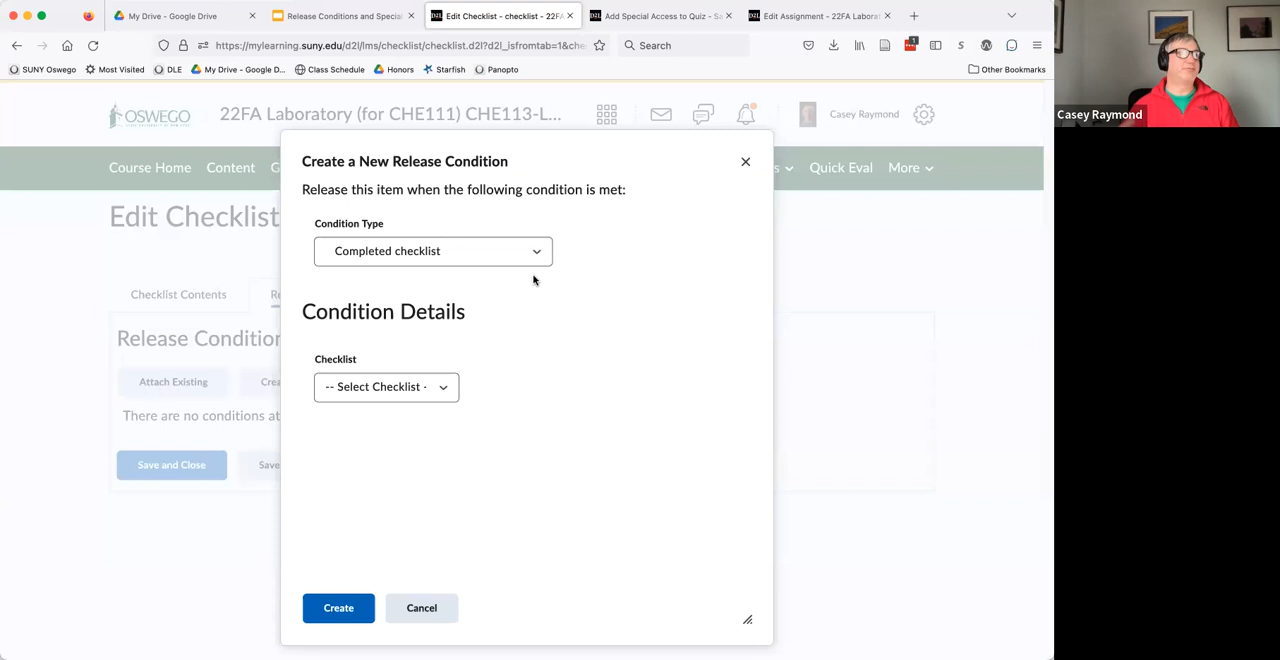 My Drive - Google Drive
Release Conditions and Special
Edit Checklist - checklist - 22FA
Add Special Access to Quiz - Sa
Edit Assignment - 22FA Laborat
https://mylearning.suny.edu/d2l/lms/checklist/checklist.d2l?d2l_isfromtab=1&che
Search
SUNY Oswego
Most Visited
DLE
My Drive - Google D...
Class Schedule
Honors
Starfish
Panopto
Other Bookmarks
OSWEGO
22FA Laboratory (for CHE111) CHE113-L...
Casey Raymond
Casey Raymond
Course Home
Content
G
s
Quick Eval
More
Edit Checklist
Checklist Contents
Re
Release Condition
Attach Existing
Crea
There are no conditions at
Save and Close
Save
Create a New Release Condition
Release this item when the following condition is met:
Condition Type
Completed checklist
Condition Details
Checklist
-- Select Checklist -
Create
Cancel